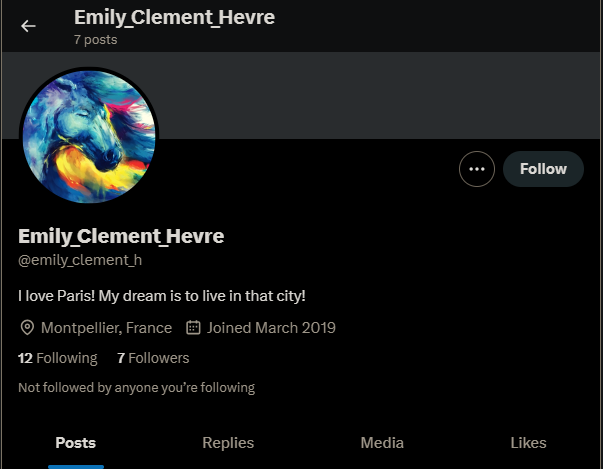 Emily_Clement_Hevre
7 posts
Follow
Emily_Clement_Hevre
@emily_clement_h
I love Paris! My dream is to live in that city!
Montpellier, France Joined March 2019
12 Following 7 Followers
Not followed by anyone you’re following
Posts Replies Media Likes